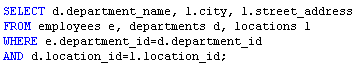 SELECT d.department_name, l.city, l.street_address
FROM employees e, departments d, locations l
WHERE e.department_id=d.department_id
AND d.location_id=l.location_id;